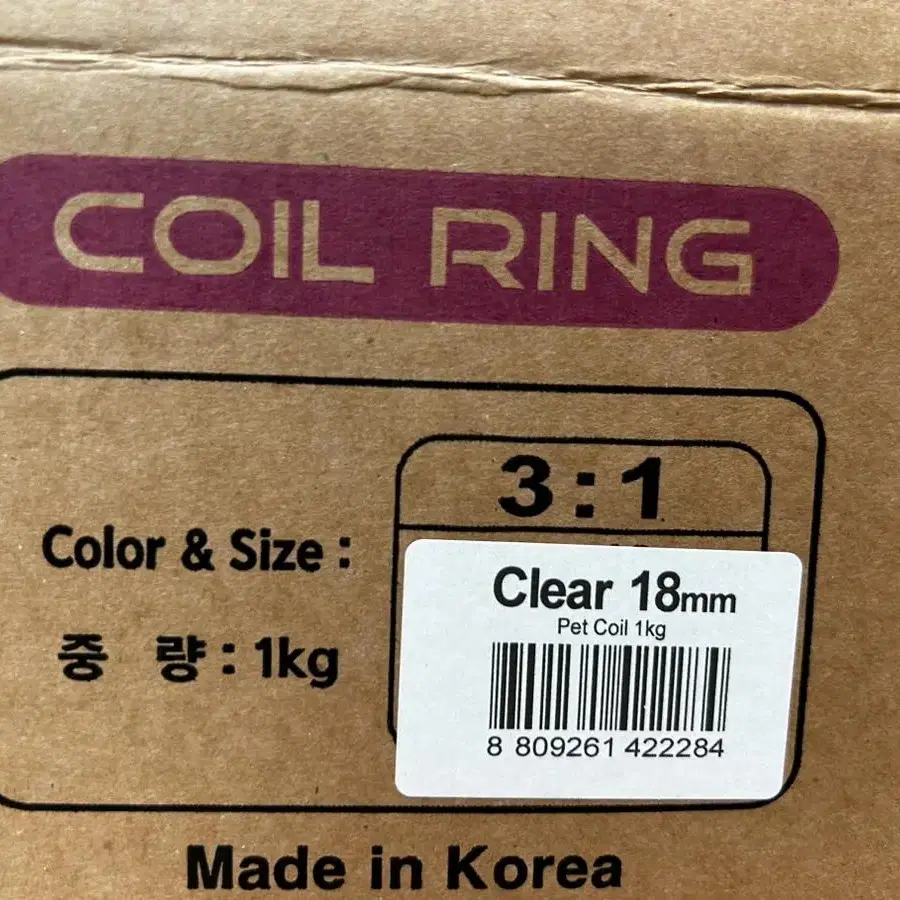 COIL RING
3:1
Color & Size :
Clear 18mm
Pet Coil 1kg
중 량 : 1kg
8 809261 422284
Made in Korea